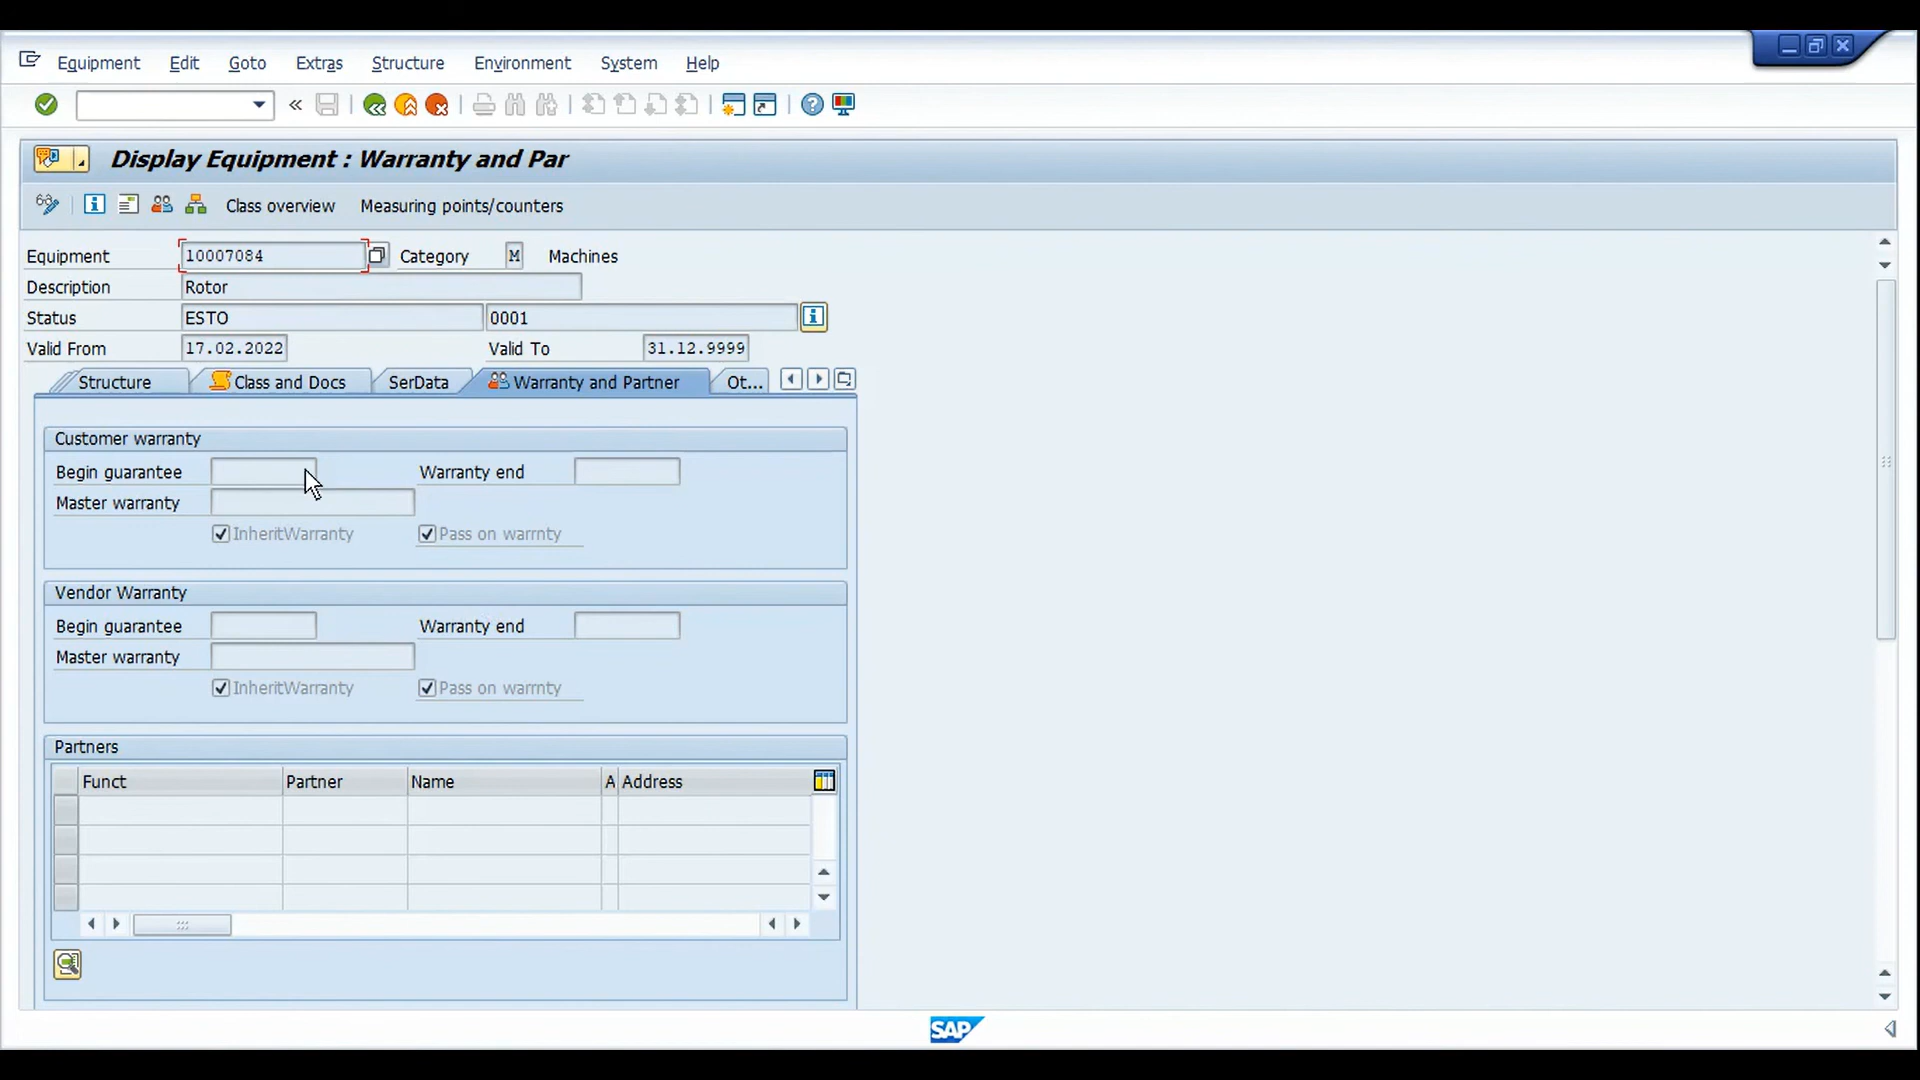 Equipment Edit Goto Extras Structure Environment System Help
Display Equipment : Warranty and Par
Class overview Measuring points/counters
Equipment 10007084 Category M Machines
Description Rotor
Status ESTO 0001
Valid From 17.02.2022 Valid To 31.12.9999
Structure Class and Docs SerData Warranty and Partner Ot...
Customer warranty
Begin guarantee Warranty end
Master warranty
InheritWarranty Pass on warrnty
Vendor Warranty
Begin guarantee Warranty end
Master warranty
InheritWarranty Pass on warrnty
Partners
Funct Partner Name A Address
SAP